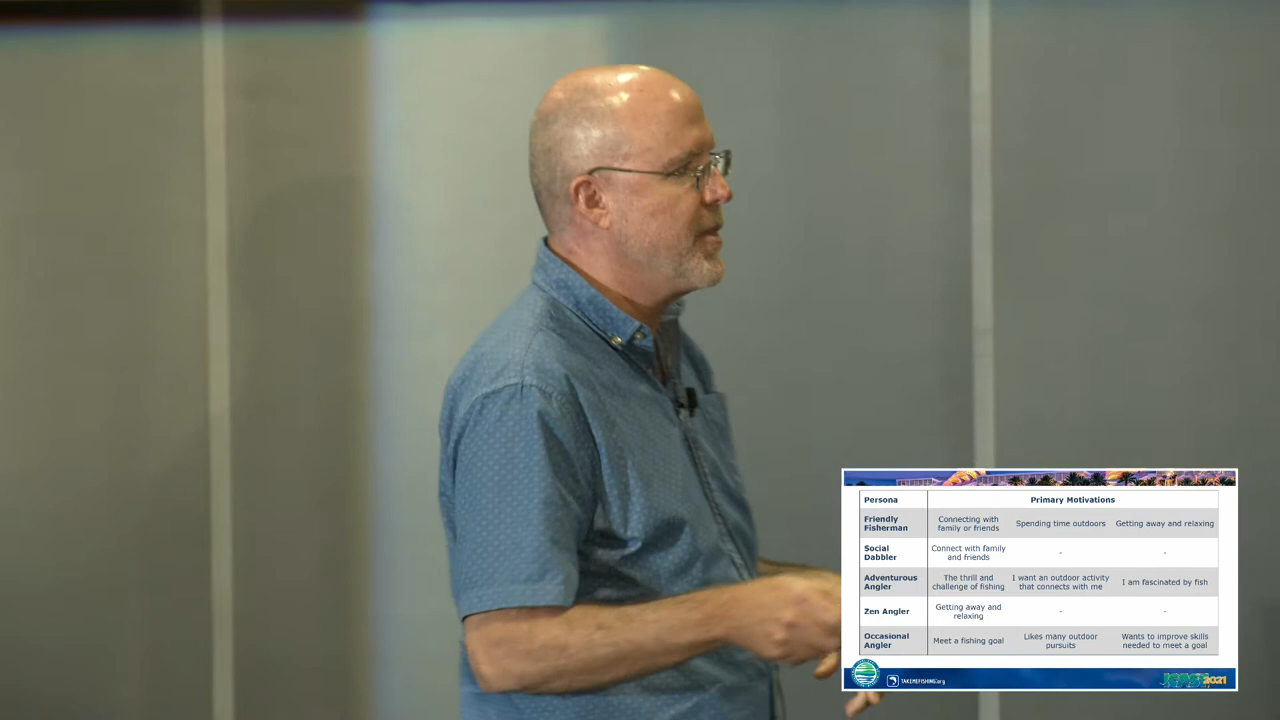 Persona Primary Motivations
Friendly Fisherman Connecting with family or friends Spending time outdoors Getting away and relaxing
Social Dabbler Connect with family and friends - -
Adventurous Angler The thrill and challenge of fishing I want an outdoor activity that connects with me I am fascinated by fish
Zen Angler Getting away and relaxing - -
Occasional Angler Meet a fishing goal Likes many outdoor pursuits Wants to improve skills needed to meet a goal
TAKEMEFISHING.org
ICAST 2021